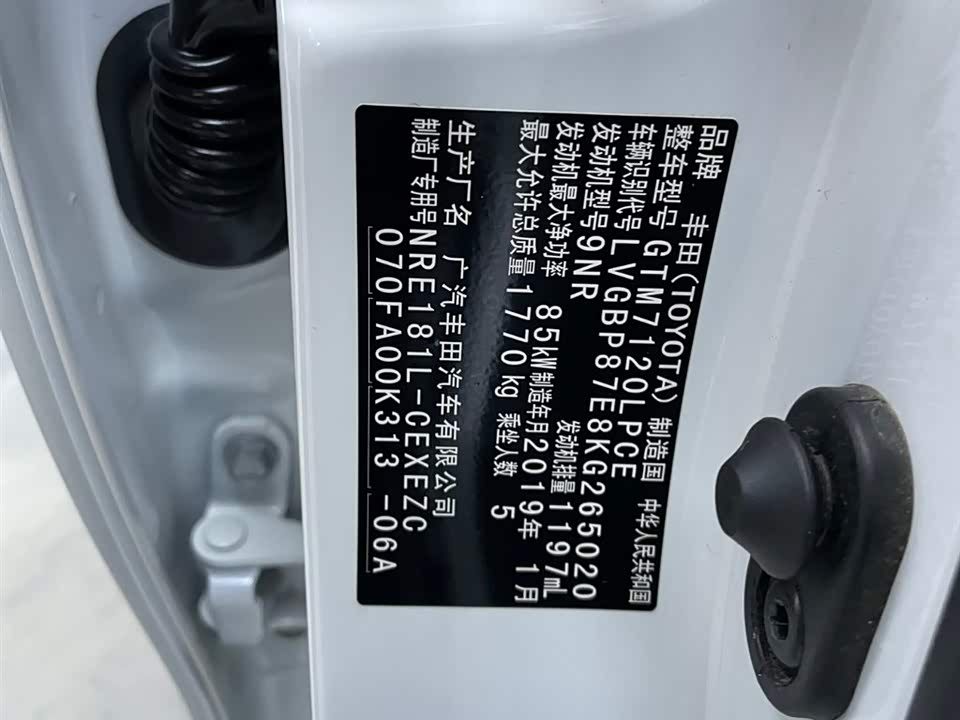 品牌 丰田(TOYOTA) 制造国 中华人民共和国
整车型号 GTM7120LPCE
车辆识别代号 LVGBP87E8KG265020
发动机型号 9NR 发动机排量 1197mL
发动机最大净功率 85kW 制造年月 2019年 1月
最大允许总质量 1770kg 乘坐人数 5
生产厂名 广汽丰田汽车有限公司
制造厂专用号 NRE181L-CEXEZC
070FA00K313 -06A